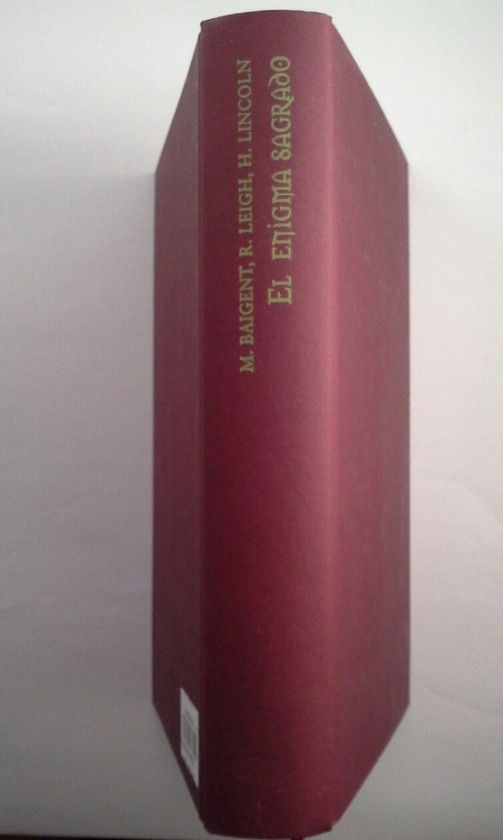 M. BAIGENT, R. LEIGH, H. LINCOLN
EL ENIGMA SAGRADO